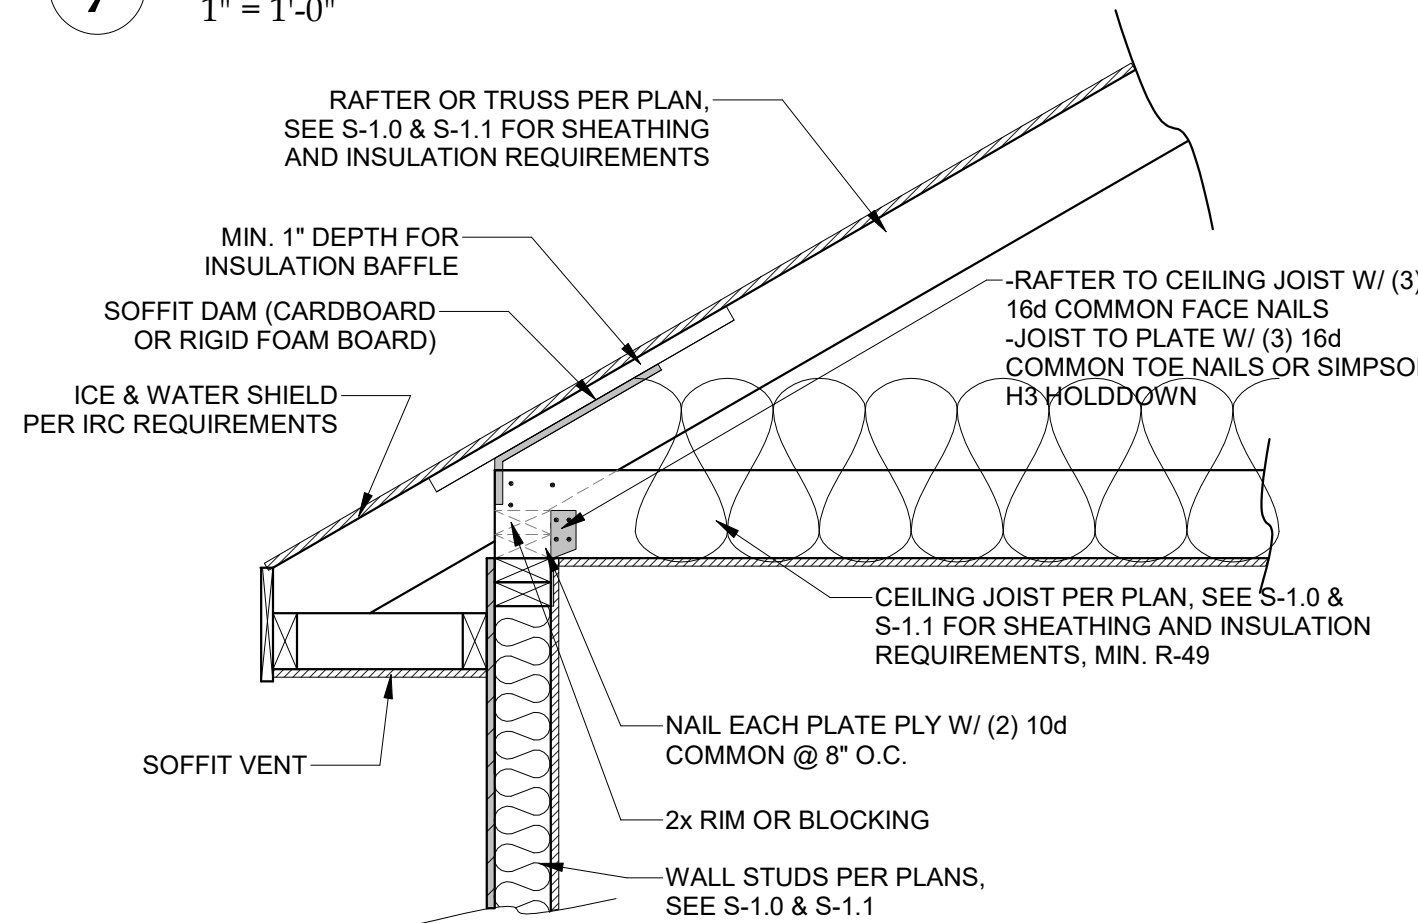 1" = 1'-0"
RAFTER OR TRUSS PER PLAN,
SEE S-1.0 & S-1.1 FOR SHEATHING
AND INSULATION REQUIREMENTS
MIN. 1" DEPTH FOR
INSULATION BAFFLE
SOFFIT DAM (CARDBOARD
OR RIGID FOAM BOARD)
ICE & WATER SHIELD
PER IRC REQUIREMENTS
-RAFTER TO CEILING JOIST W/ (3)
16d COMMON FACE NAILS
-JOIST TO PLATE W/ (3) 16d
COMMON TOE NAILS OR SIMPSO
H3 HOLDDOWN
CEILING JOIST PER PLAN, SEE S-1.0 &
S-1.1 FOR SHEATHING AND INSULATION
REQUIREMENTS, MIN. R-49
NAIL EACH PLATE PLY W/ (2) 10d
COMMON @ 8" O.C.
SOFFIT VENT
2x RIM OR BLOCKING
WALL STUDS PER PLANS,
SEE S-1.0 & S-1.1